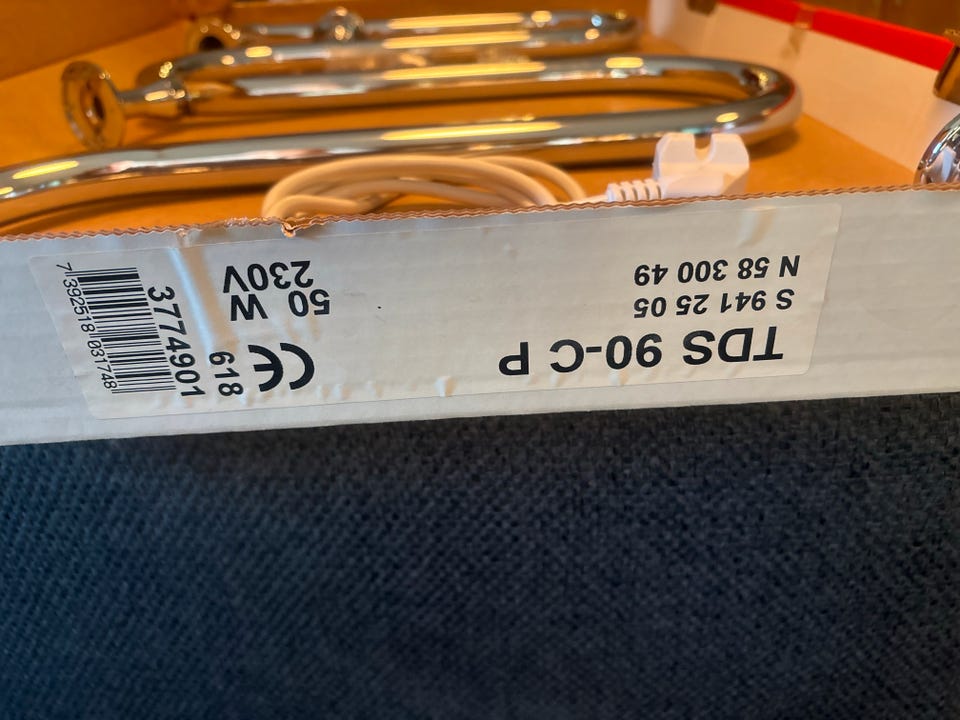 TDS 90-C P
S 941 25 05
N 58 300 49
CE
618
50 W
230V
3774901
7 392518 031748